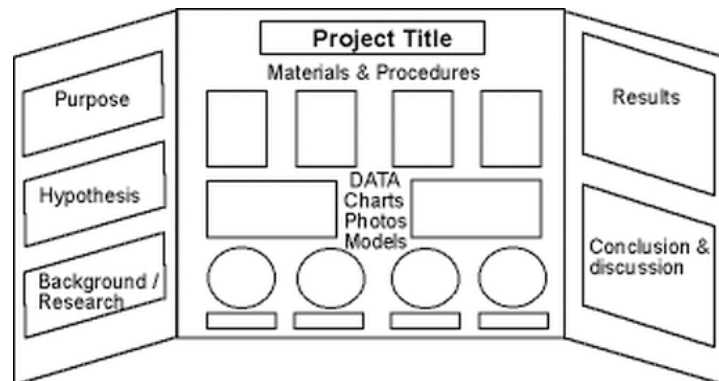 Purpose
Hypothesis
Background /
Research
Project Title
Materials & Procedures
DATA
Charts
Photos
Models
Results
Conclusion &
discussion